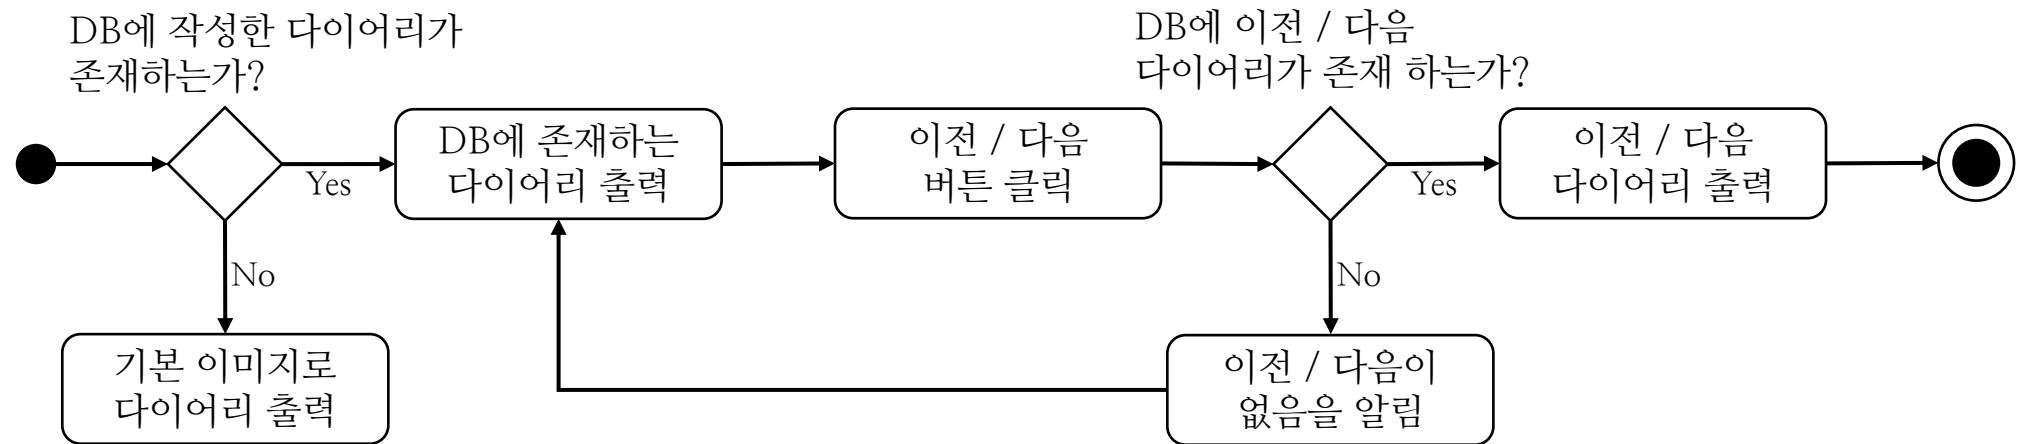 DB에 작성한 다이어리가
존재하는가?
DB에 이전 / 다음
다이어리가 존재 하는가?
DB에 존재하는
다이어리 출력
이전 / 다음
버튼 클릭
이전 / 다음
다이어리 출력
Yes
Yes
No
No
기본 이미지로
다이어리 출력
이전 / 다음이
없음을 알림